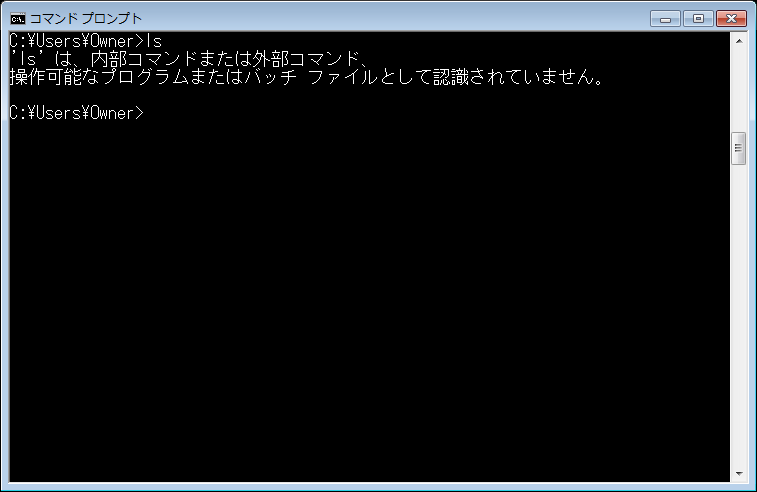 コマンド プロンプト
C:¥Users¥Owner>ls
'ls' は、内部コマンドまたは外部コマンド、
操作可能なプログラムまたはバッチ ファイルとして認識されていません。
C:¥Users¥Owner>